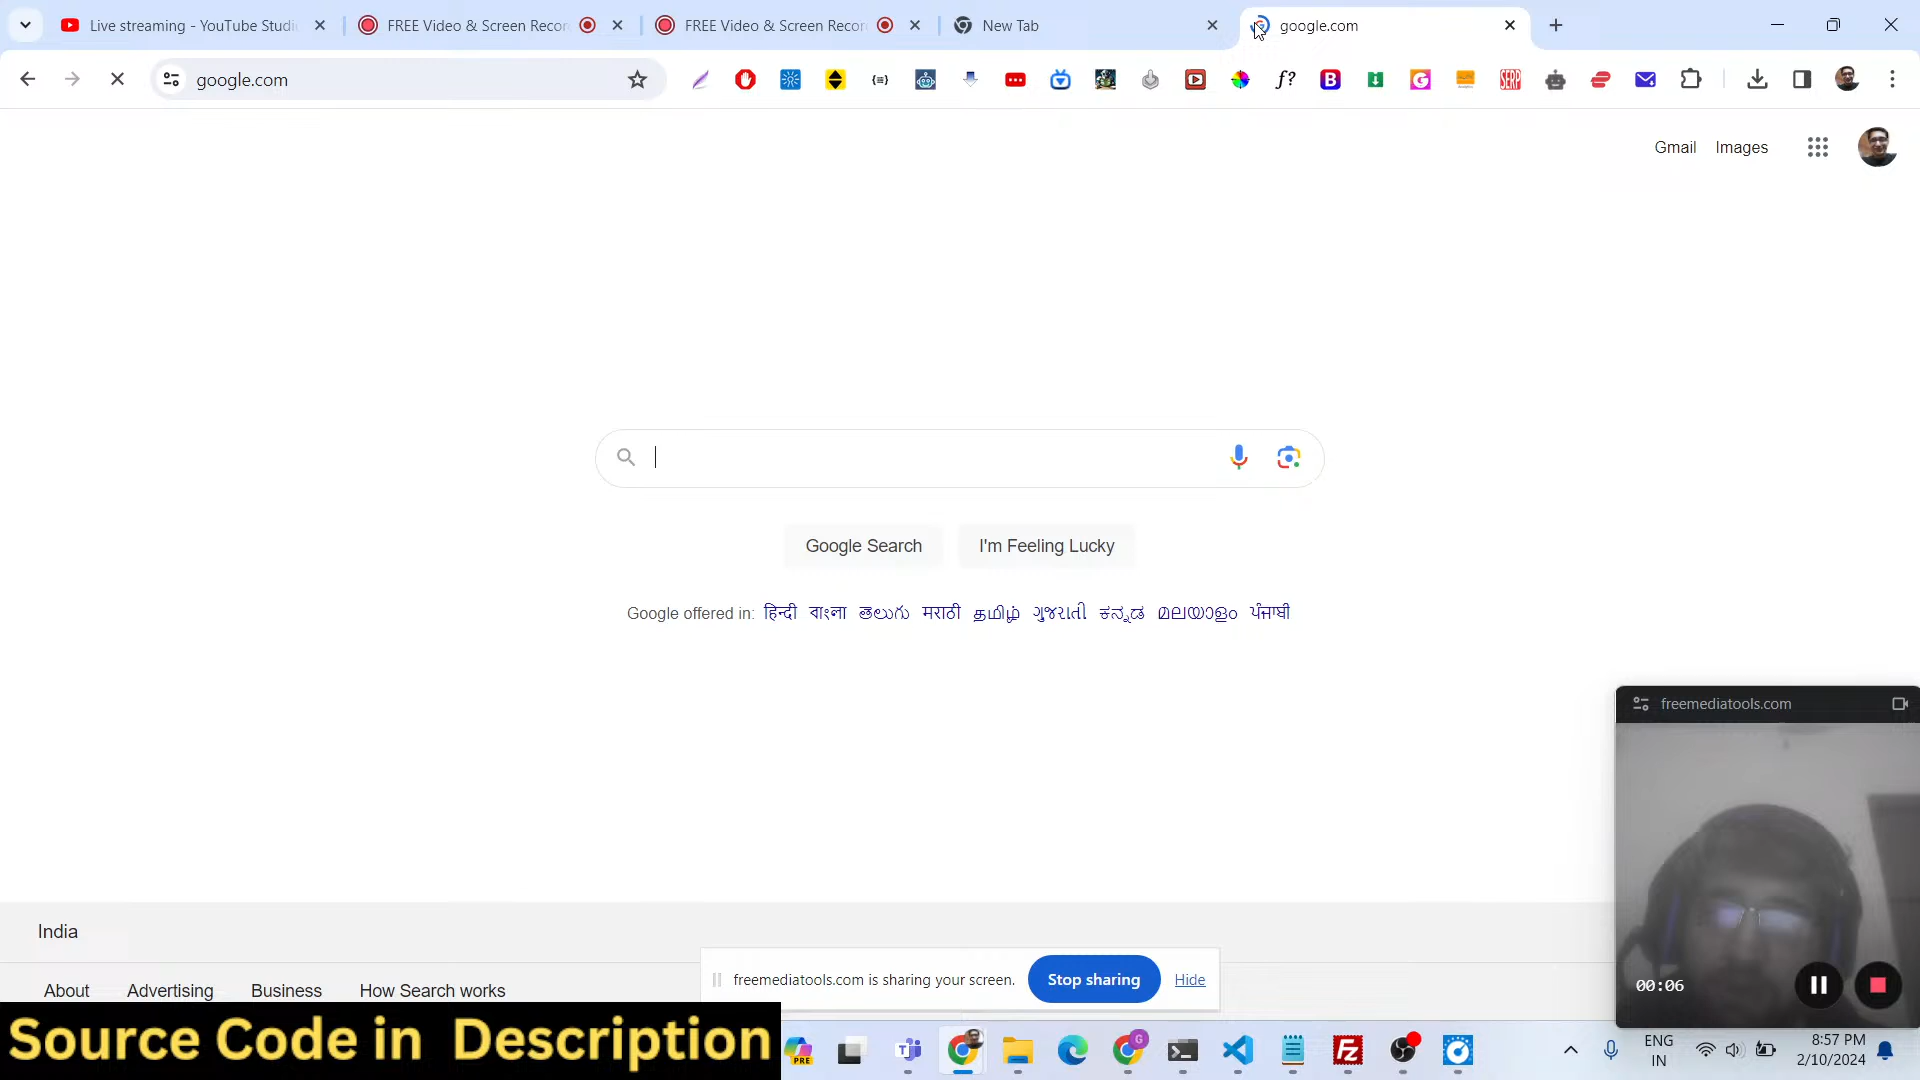 Live streaming - YouTube Studi
FREE Video & Screen Recor
FREE Video & Screen Recor
New Tab
google.com
google.com
Gmail Images
Google Search I'm Feeling Lucky
Google offered in: हिन्दी বাংলা తెలుగు मराठी தமிழ் ગુજરાતી ಕನ್ನಡ മലയാളം ਪੰਜਾਬੀ
freemediatools.com
India
freemediatools.com is sharing your screen. Stop sharing Hide
00:06
About Advertising Business How Search works
Source Code in Description
PRE
G
ENG
IN
8:57 PM
2/10/2024